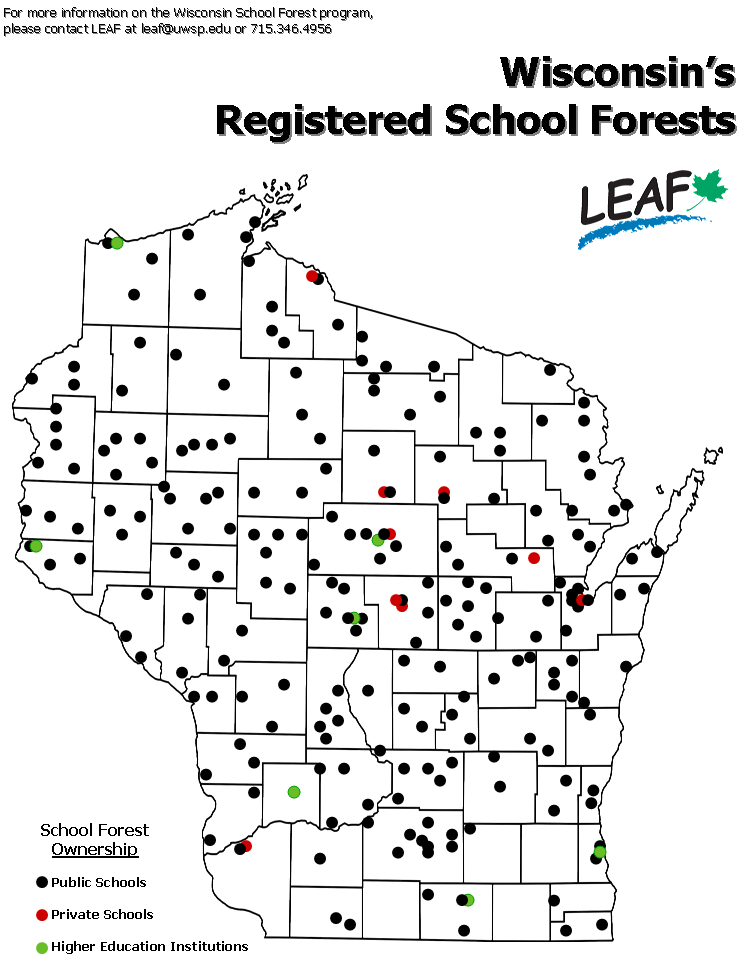 For more information on the Wisconsin School Forest program,
please contact LEAF at leaf@uwsp.edu or 715.346.4956
Wisconsin's
Registered School Forests
LEAF
School Forest
Ownership
Public Schools
Private Schools
Higher Education Institutions